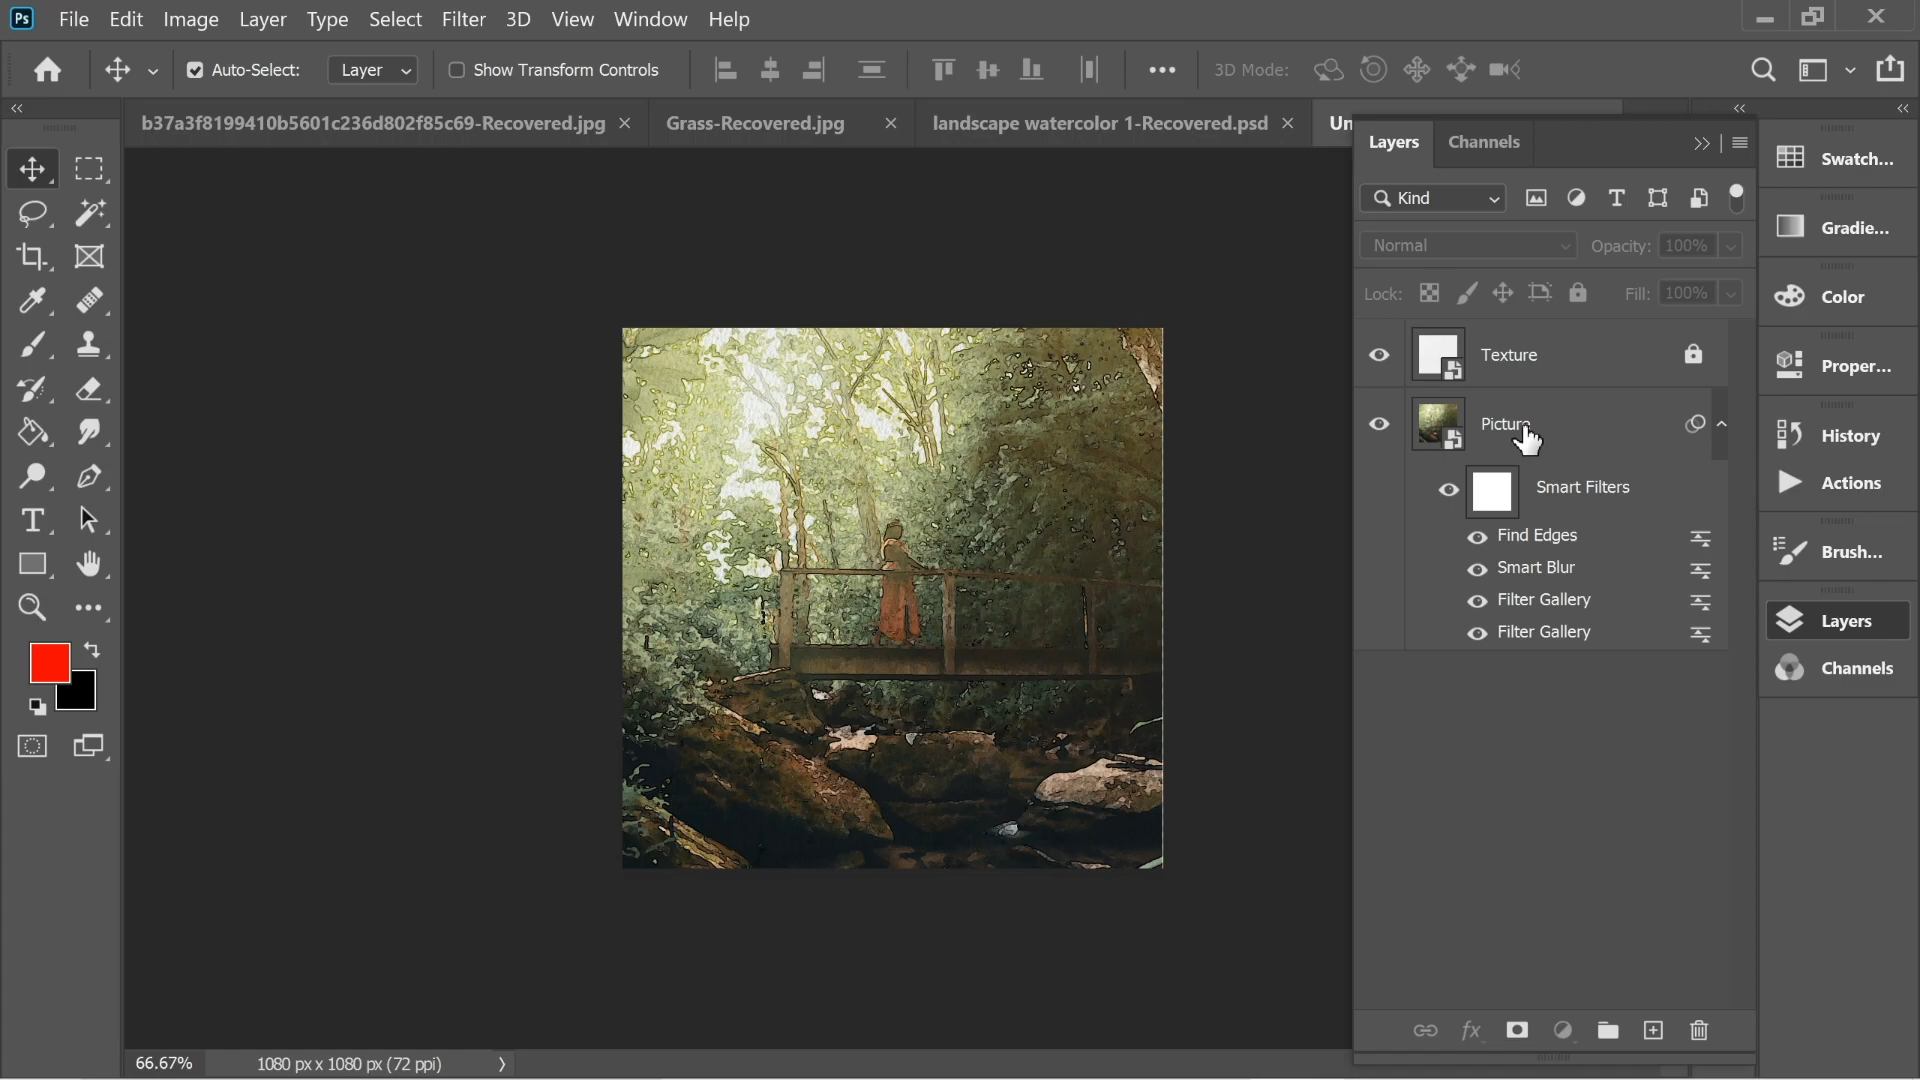 Ps File Edit Image Layer Type Select Filter 3D View Window Help
Auto-Select: Layer Show Transform Controls 3D Mode:
b37a3f8199410b5601c236d802f85c69-Recovered.jpg Grass-Recovered.jpg landscape watercolor 1-Recovered.psd Un
Layers Channels
Kind
Normal Opacity: 100%
Lock: Fill: 100%
Texture
Picture
Smart Filters
Find Edges
Smart Blur
Filter Gallery
Filter Gallery
Swatch...
Gradie...
Color
Proper...
History
Actions
Brush...
Layers
Channels
66.67% 1080 px x 1080 px (72 ppi)